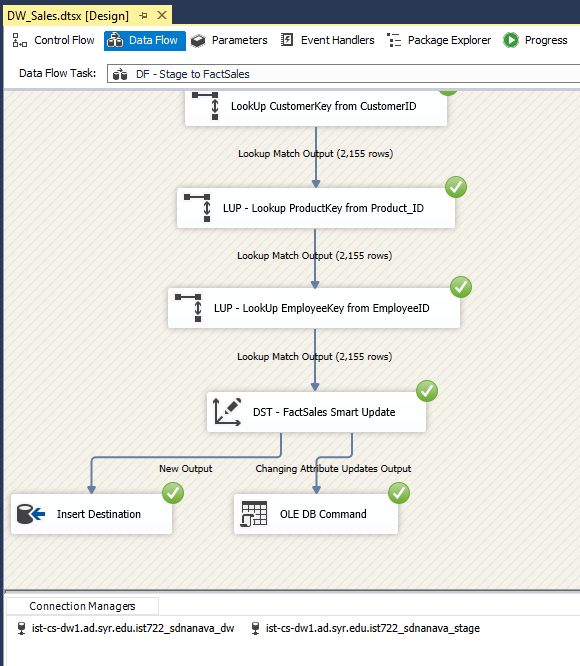 DW_Sales.dtsx [Design]
Control Flow Data Flow Parameters Event Handlers Package Explorer Progress
Data Flow Task: DF - Stage to FactSales
LookUp CustomerKey from CustomerID
Lookup Match Output (2,155 rows)
LUP - Lookup ProductKey from Product_ID
Lookup Match Output (2,155 rows)
LUP - LookUp EmployeeKey from EmployeeID
Lookup Match Output (2,155 rows)
DST - FactSales Smart Update
New Output Changing Attribute Updates Output
Insert Destination OLE DB Command
Connection Managers
ist-cs-dw1.ad.syr.edu.ist722_sdnanava_dw ist-cs-dw1.ad.syr.edu.ist722_sdnanava_stage